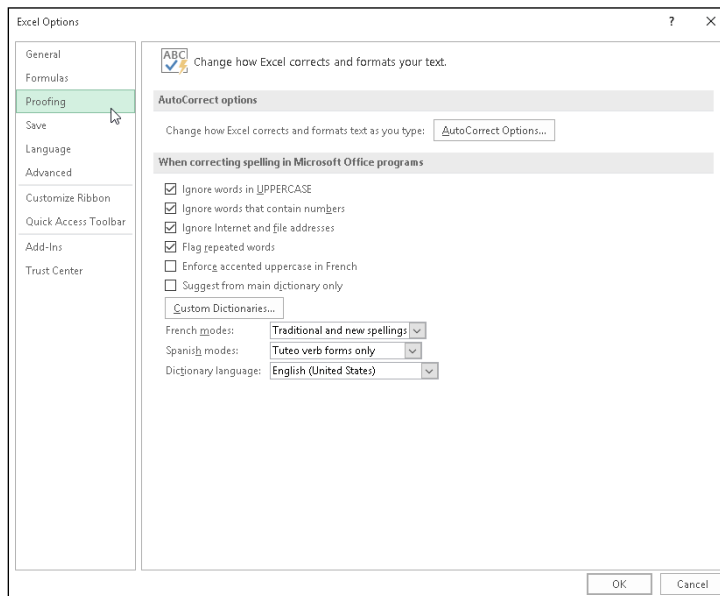 Excel Options
?
General
Formulas
Proofing
Save
Language
Advanced
Customize Ribbon
Quick Access Toolbar
Add-Ins
Trust Center
ABC
Change how Excel corrects and formats your text.
AutoCorrect options
Change how Excel corrects and formats text as you type: AutoCorrect Options...
When correcting spelling in Microsoft Office programs
Ignore words in UPPERCASE
Ignore words that contain numbers
Ignore Internet and file addresses
Flag repeated words
Enforce accented uppercase in French
Suggest from main dictionary only
Custom Dictionaries...
French modes: Traditional and new spellings
Spanish modes: Tuteo verb forms only
Dictionary language: English (United States)
OK Cancel